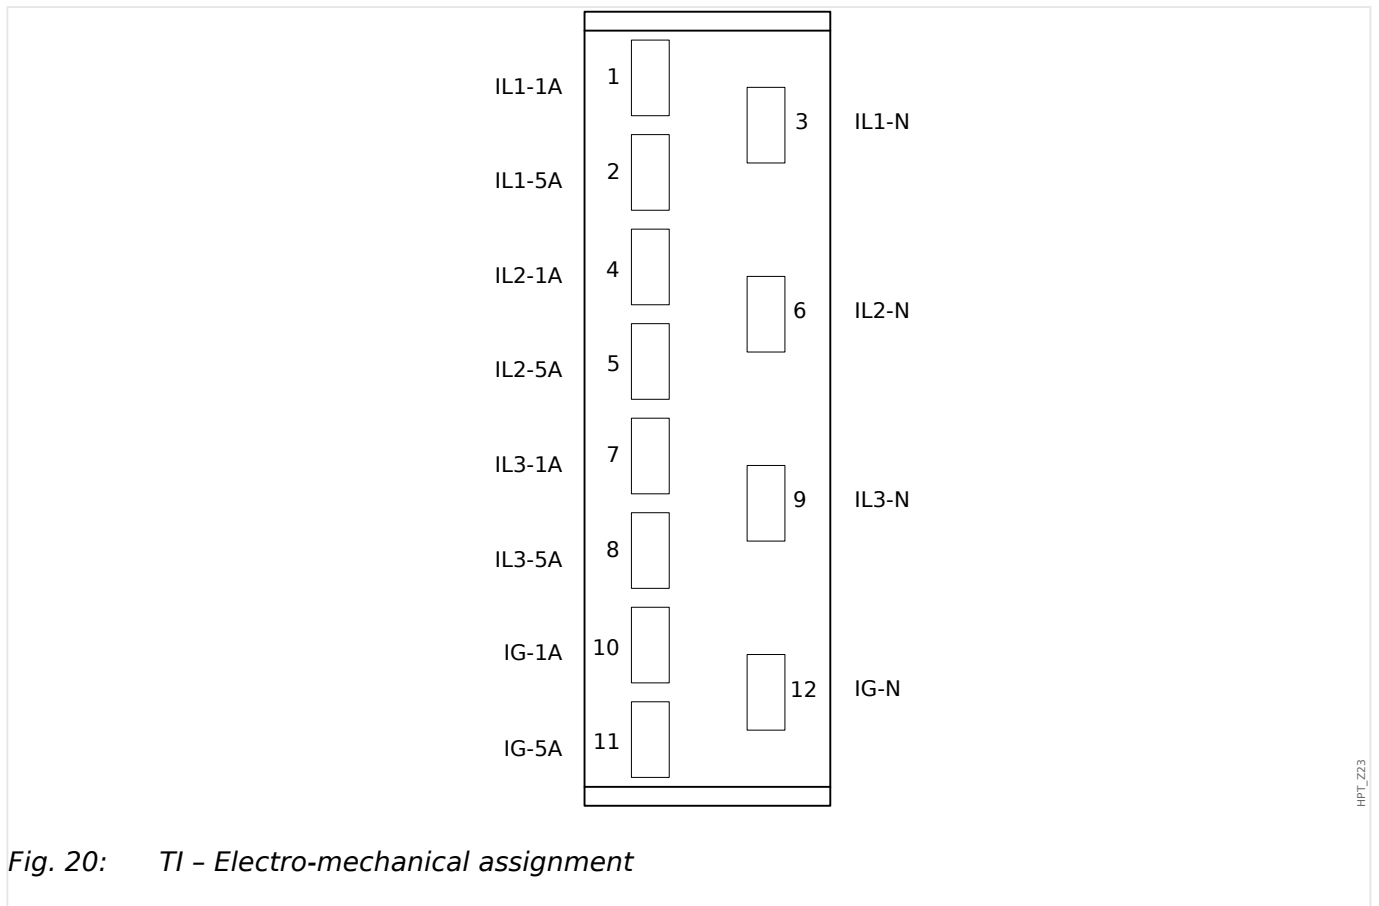 IL1-1A 1
3 IL1-N
IL1-5A 2
IL2-1A 4
6 IL2-N
IL2-5A 5
IL3-1A 7
9 IL3-N
IL3-5A 8
IG-1A 10
12 IG-N
IG-5A 11
HPT_Z23
Fig. 20: TI – Electro-mechanical assignment